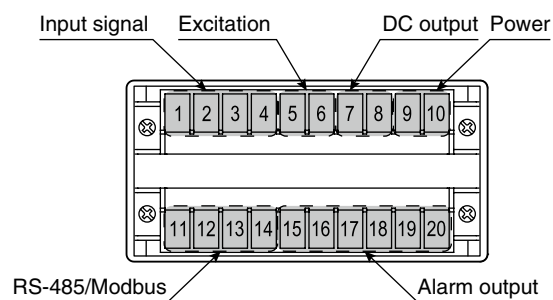 Input signal Excitation DC output Power
1 2 3 4 5 6 7 8 9 10
11 12 13 14 15 16 17 18 19 20
RS-485/Modbus Alarm output